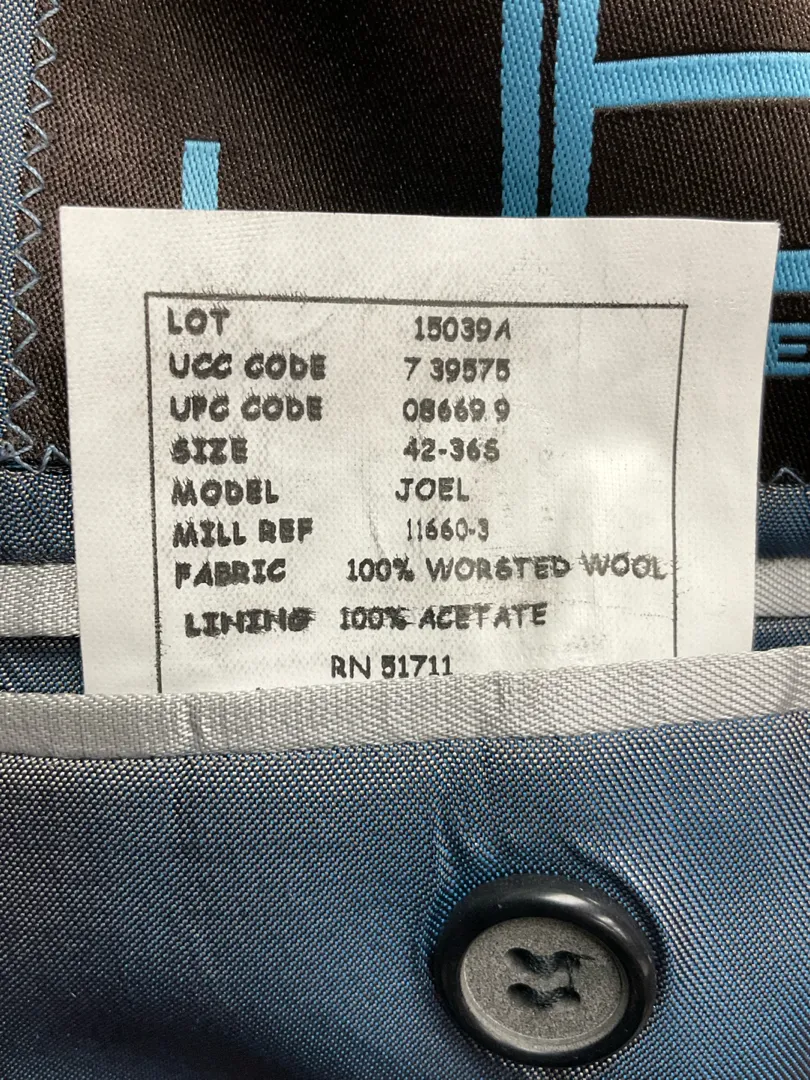 LOT 15039A
UCC CODE 7 39575
UPC CODE 08669 9
SIZE 42-36S
MODEL JOEL
MILL REF 11660-3
FABRIC 100% WORSTED WOOL
LINING 100% ACETATE
RN 51711
E